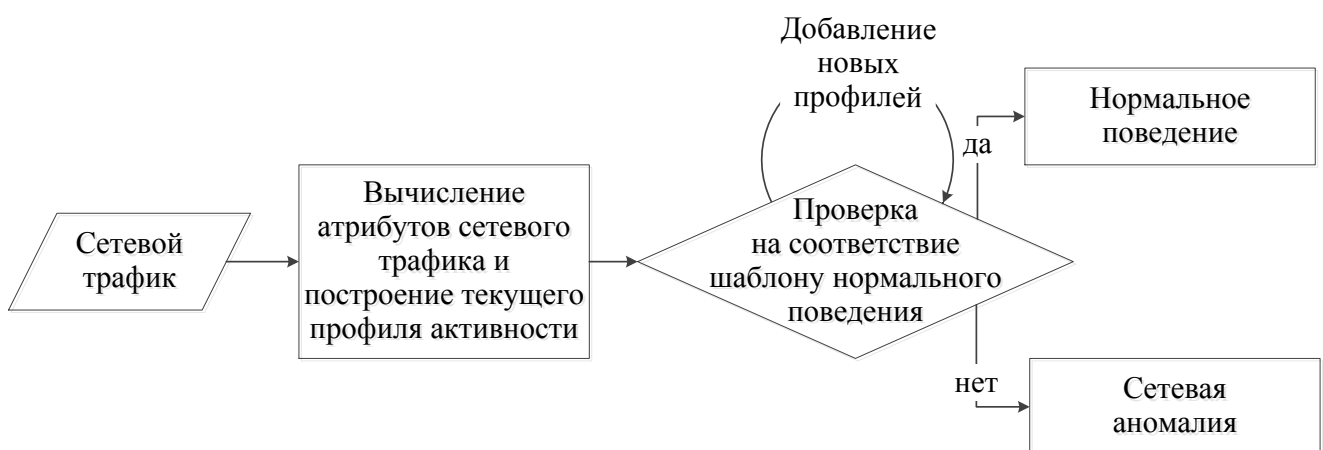 Сетевой
трафик
Вычисление
атрибутов сетевого
трафика и
построение текущего
профиля активности
Добавление
новых
профилей
Проверка
на соответствие
шаблону нормального
поведения
да
Нормальное
поведение
нет
Сетевая
аномалия